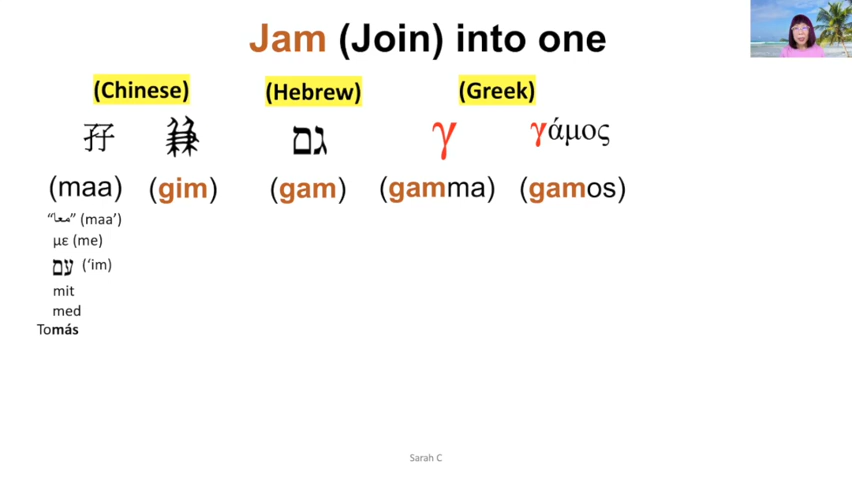 Jam (Join) into one
(Chinese) (Hebrew) (Greek)
孖 גם γ γάμος
(maa) (gim) (gam) (gamma) (gamos)
“معا” (maa’)
με (me)
עם (‘im)
mit
med
Tomás
Sarah C